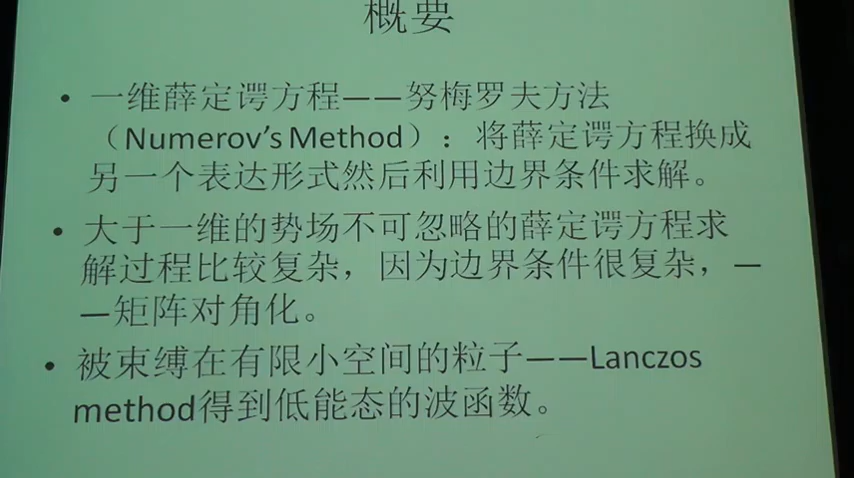 概要
• 一维薛定谔方程——努梅罗夫方法
（Numerov's Method）：将薛定谔方程换成
另一个表达形式然后利用边界条件求解。
• 大于一维的势场不可忽略的薛定谔方程求
解过程比较复杂，因为边界条件很复杂，—
—矩阵对角化。
• 被束缚在有限小空间的粒子——Lanczos
method得到低能态的波函数。